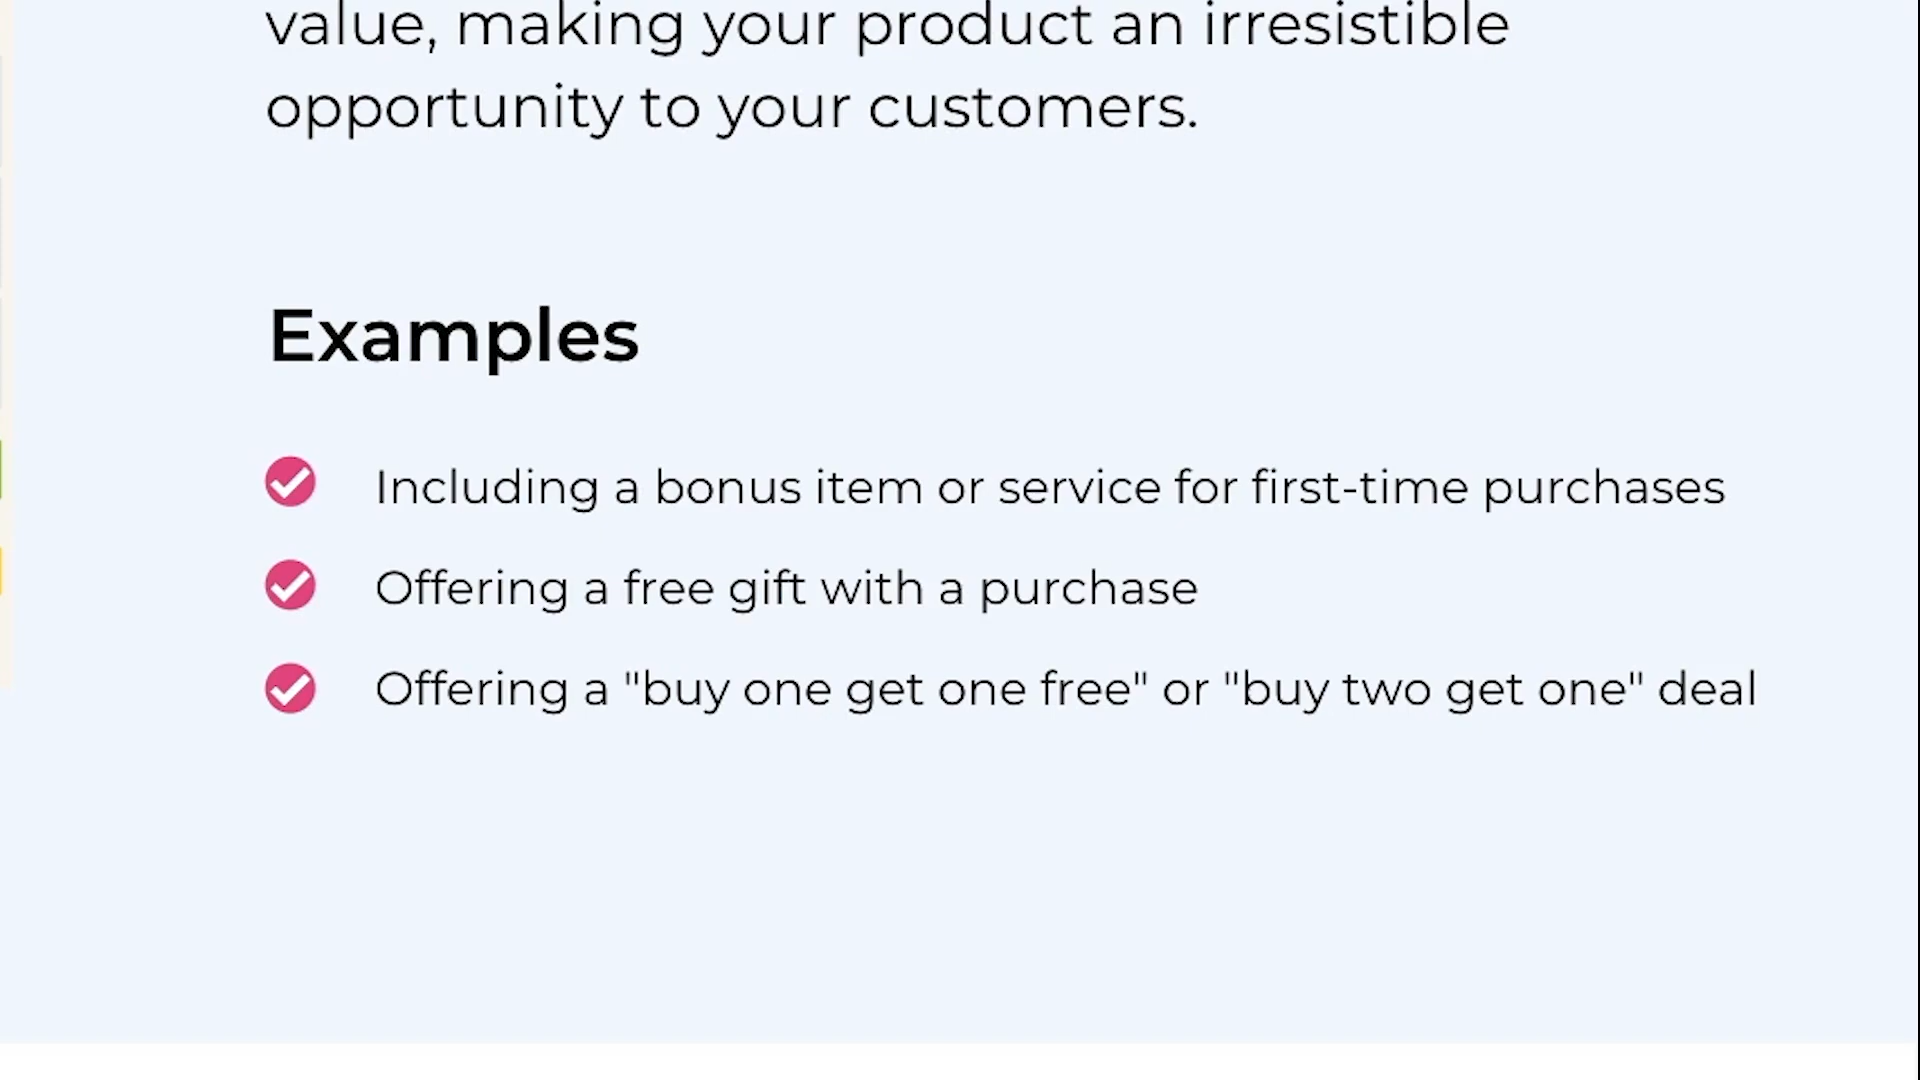 value, making your product an irresistible
opportunity to your customers.
Examples
Including a bonus item or service for first-time purchases
Offering a free gift with a purchase
Offering a "buy one get one free" or "buy two get one" deal